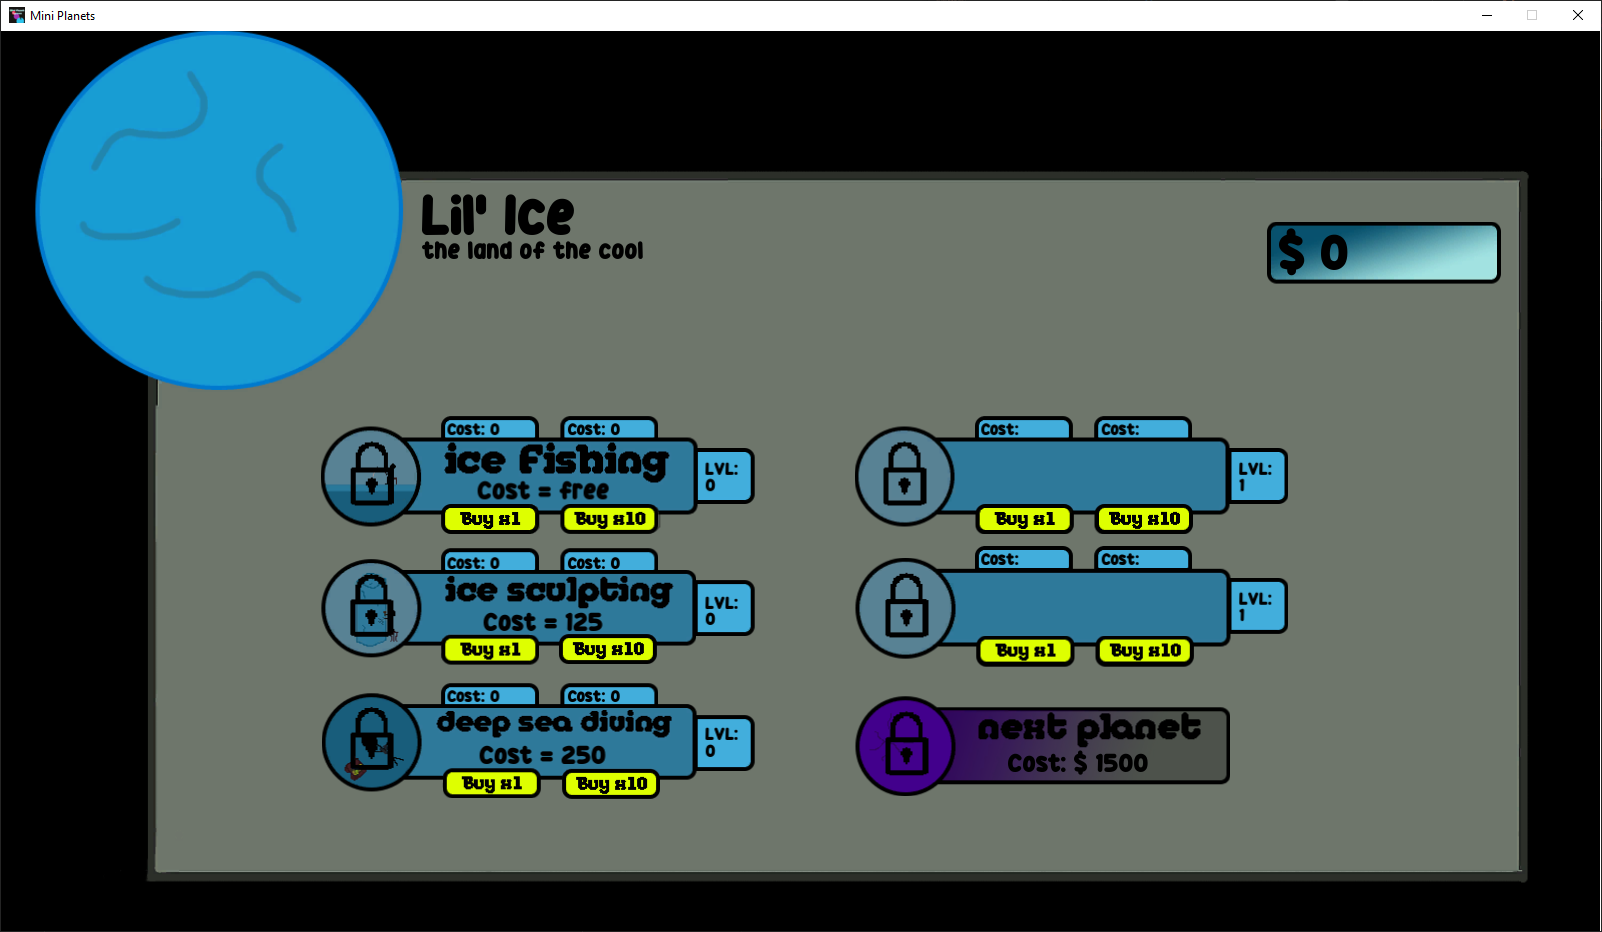 Mini Planets
Lil' Ice
the land of the cool
$ 0
Cost: 0
Cost: 0
ice fishing
Cost = free
LVL:
0
Buy x1
Buy x10
Cost:
Cost:
LVL:
1
Buy x1
Buy x10
Cost: 0
Cost: 0
ice sculpting
Cost = 125
LVL:
0
Buy x1
Buy x10
Cost:
Cost:
LVL:
1
Buy x1
Buy x10
Cost: 0
Cost: 0
deep sea diving
Cost = 250
LVL:
0
Buy x1
Buy x10
next planet
Cost: $ 1500